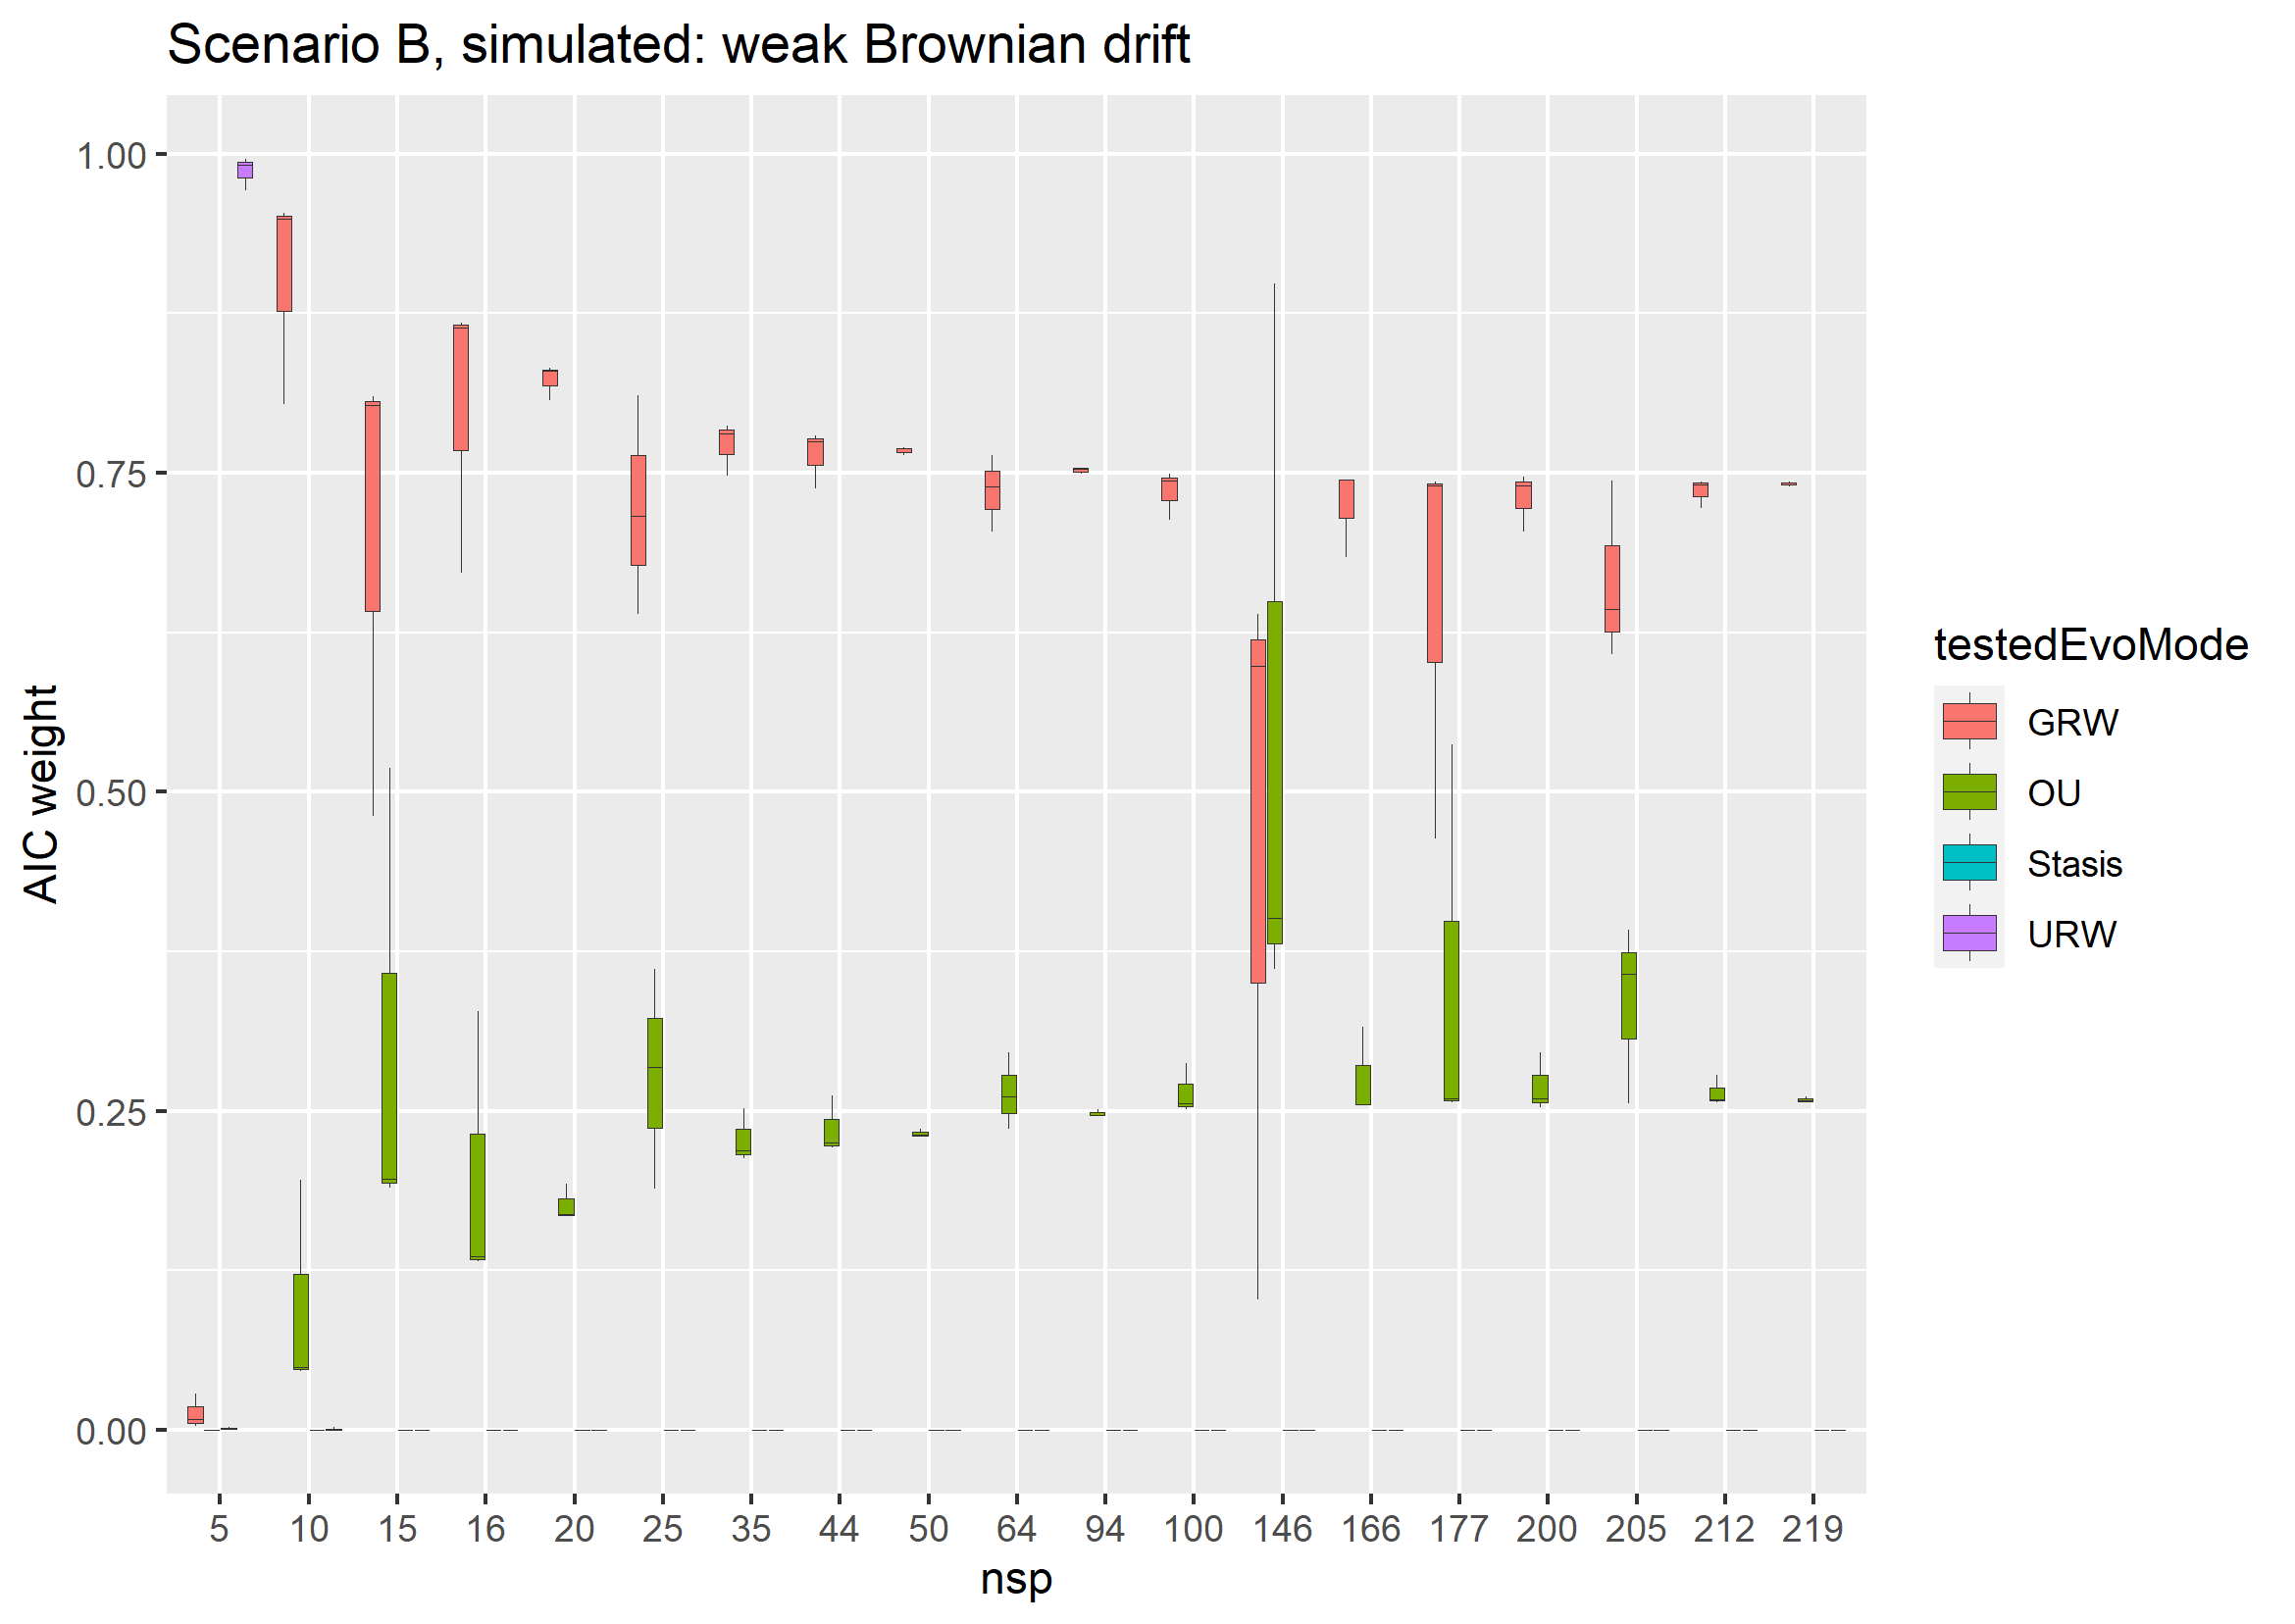 Scenario B, simulated: weak Brownian drift
1.00
0.75
0.50
0.25
0.00
AIC weight
5 10 15 16 20 25 35 44 50 64 94 100 146 166 177 200 205 212 219
nsp
testedEvoMode
GRW
OU
Stasis
URW